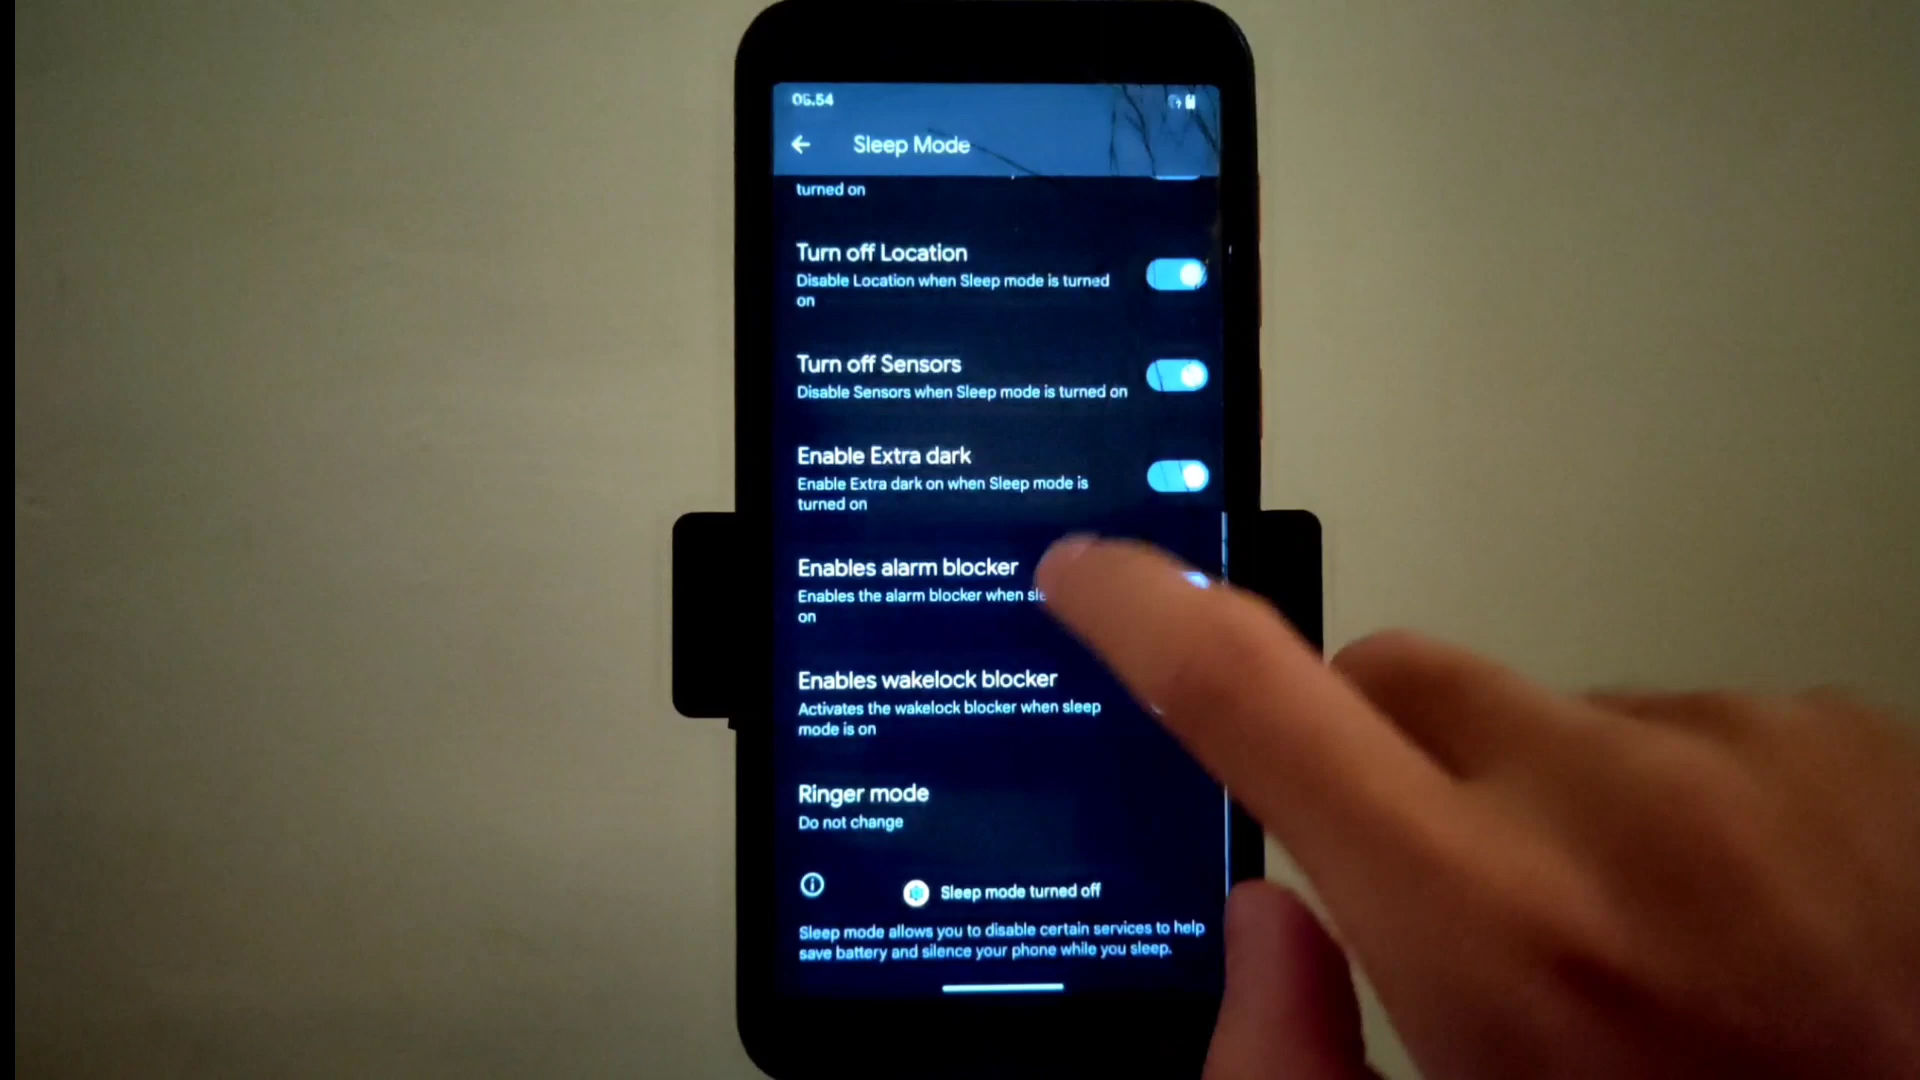 05.54
Sleep Mode
turned on
Turn off Location
Disable Location when Sleep mode is turned
on
Turn off Sensors
Disable Sensors when Sleep mode is turned on
Enable Extra dark
Enable Extra dark on when Sleep mode is
turned on
Enables alarm blocker
Enables the alarm blocker when
on
Enables wakelock blocker
Activates the wakelock blocker when sleep
mode is on
Ringer mode
Do not change
Sleep mode turned off
Sleep mode allows you to disable certain services to help
save battery and silence your phone while you sleep.